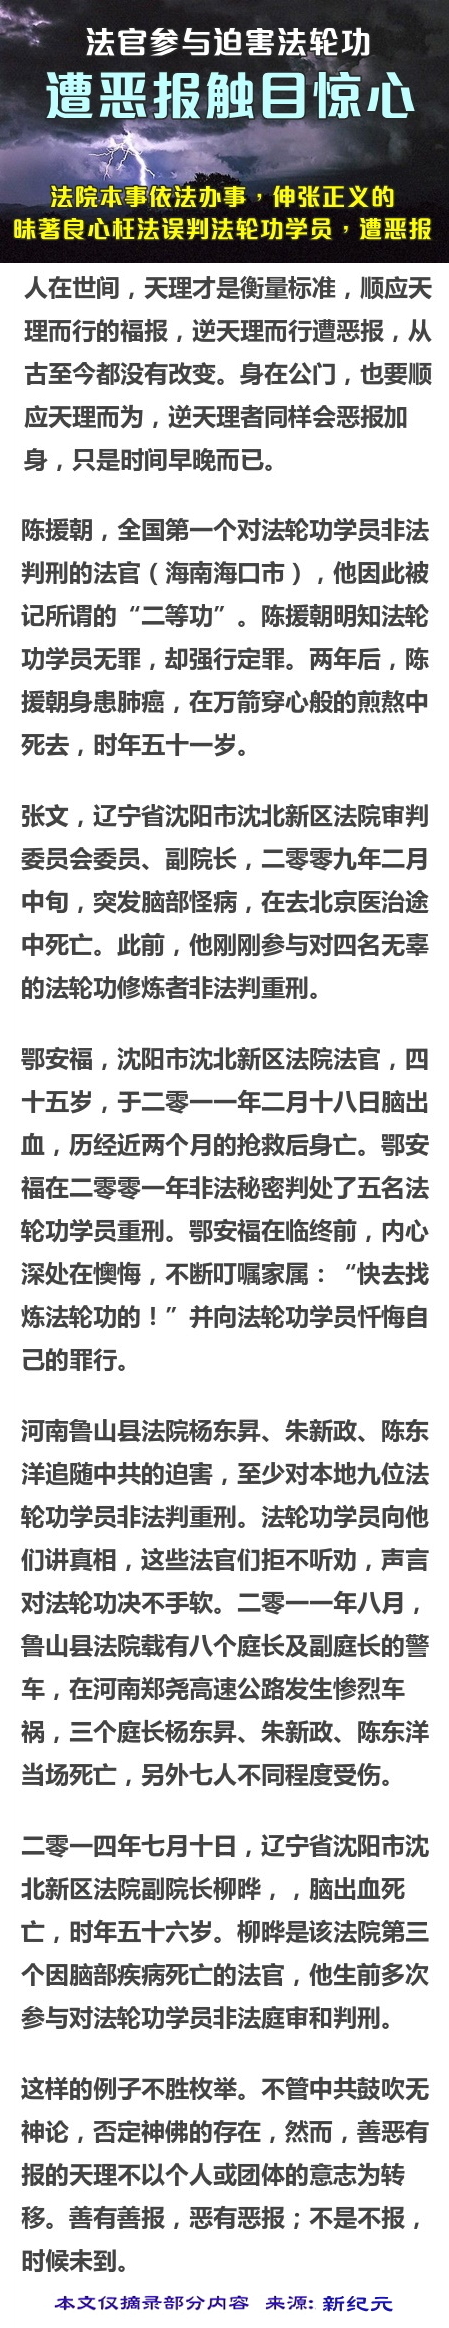 法官参与迫害法轮功
遭恶报触目惊心
法院本事依法办事，伸张正义的
昧著良心枉法误判法轮功学员，遭恶报
人在世间，天理才是衡量标准，顺应天
理而行的福报，逆天理而行遭恶报，从
古至今都没有改变。身在公门，也要顺
应天理而为，逆天理者同样会恶报加
身，只是时间早晚而已。
陈援朝，全国第一个对法轮功学员非法
判刑的法官（海南海口市），他因此被
记所谓的“二等功”。陈援朝明知法轮
功学员无罪，却强行定罪。两年后，陈
援朝身患肺癌，在万箭穿心般的煎熬中
死去，时年五十一岁。
张文，辽宁省沈阳市沈北新区法院审判
委员会委员、副院长，二零零九年二月
中旬，突发脑部怪病，在去北京医治途
中死亡。此前，他刚刚参与对四名无辜
的法轮功修炼者非法判重刑。
鄂安福，沈阳市沈北新区法院法官，四
十五岁，于二零一一年二月十八日脑出
血，历经近两个月的抢救后身亡。鄂安
福在二零零一年非法秘密判处了五名法
轮功学员重刑。鄂安福在临终前，内心
深处在懊悔，不断叮嘱家属：“快去找
炼法轮功的！”并向法轮功学员忏悔自
己的罪行。
河南鲁山县法院杨东昇、朱新政、陈东
洋追随中共的迫害，至少对本地九位法
轮功学员非法判重刑。法轮功学员向他
们讲真相，这些法官们拒不听劝，声言
对法轮功决不手软。二零一一年八月，
鲁山县法院载有八个庭长及副庭长的警
车，在河南郑尧高速公路发生惨烈车
祸，三个庭长杨东昇、朱新政、陈东洋
当场死亡，另外七人不同程度受伤。
二零一四年七月十日，辽宁省沈阳市沈
北新区法院副院长柳晔，，脑出血死
亡，时年五十六岁。柳晔是该法院第三
个因脑部疾病死亡的法官，他生前多次
参与对法轮功学员非法庭审和判刑。
这样的例子不胜枚举。不管中共鼓吹无
神论，否定神佛的存在，然而，善恶有
报的天理不以个人或团体的意志为转
移。善有善报，恶有恶报；不是不报，
时候未到。
本文仅摘录部分内容 来源: 新纪元